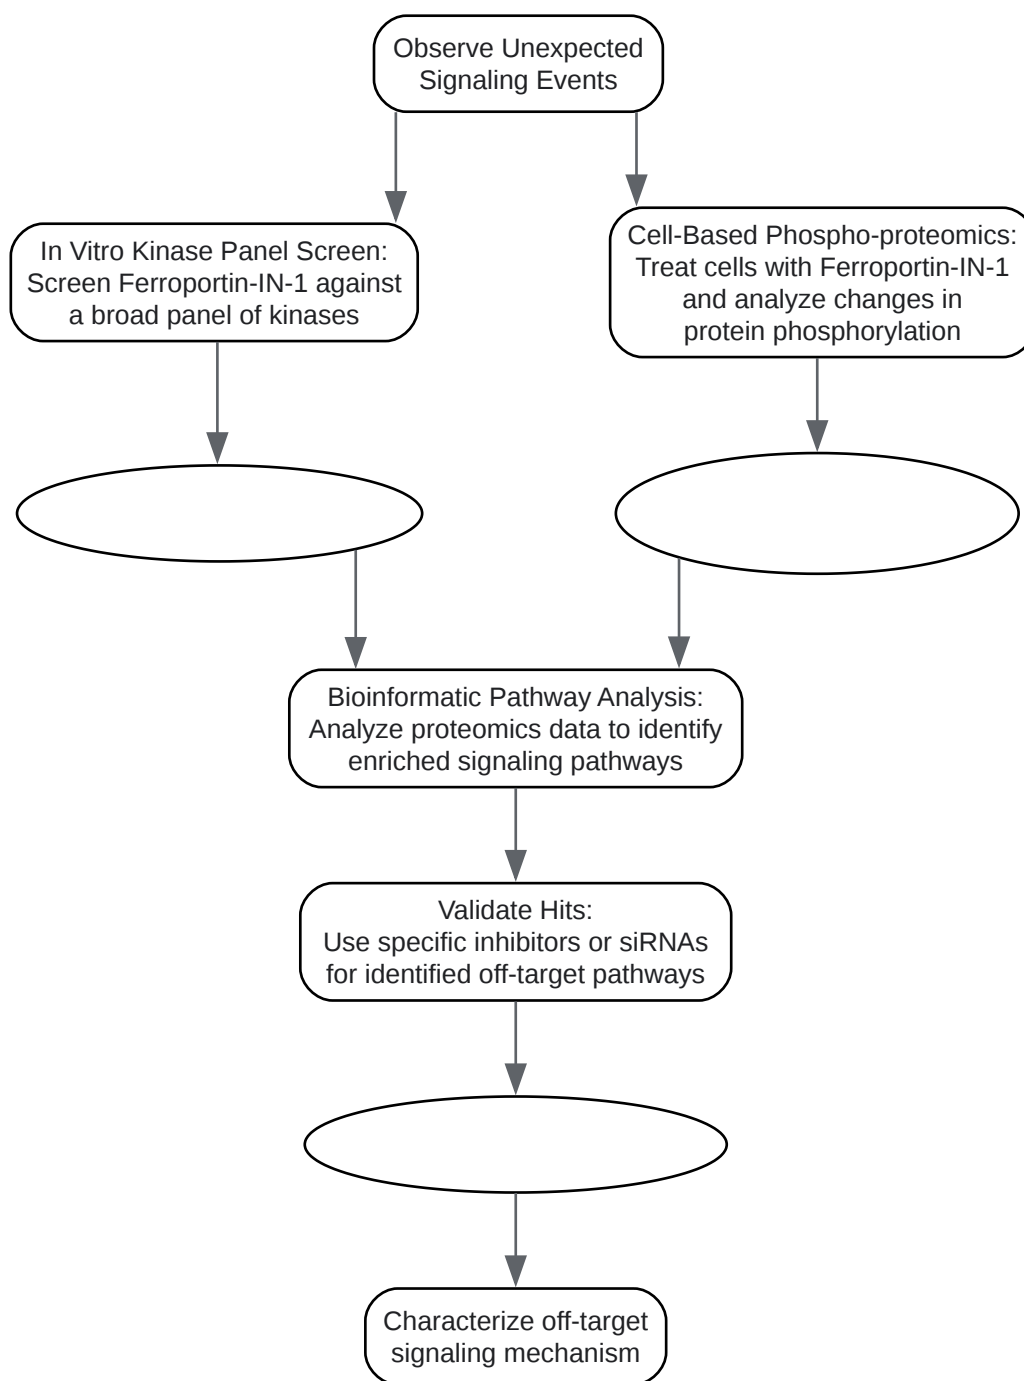 Observe Unexpected
Signaling Events
In Vitro Kinase Panel Screen:
Screen Ferroportin-IN-1 against
a broad panel of kinases
Cell-Based Phospho-proteomics:
Treat cells with Ferroportin-IN-1
and analyze changes in
protein phosphorylation
Bioinformatic Pathway Analysis:
Analyze proteomics data to identify
enriched signaling pathways
Validate Hits:
Use specific inhibitors or siRNAs
for identified off-target pathways
Characterize off-target
signaling mechanism